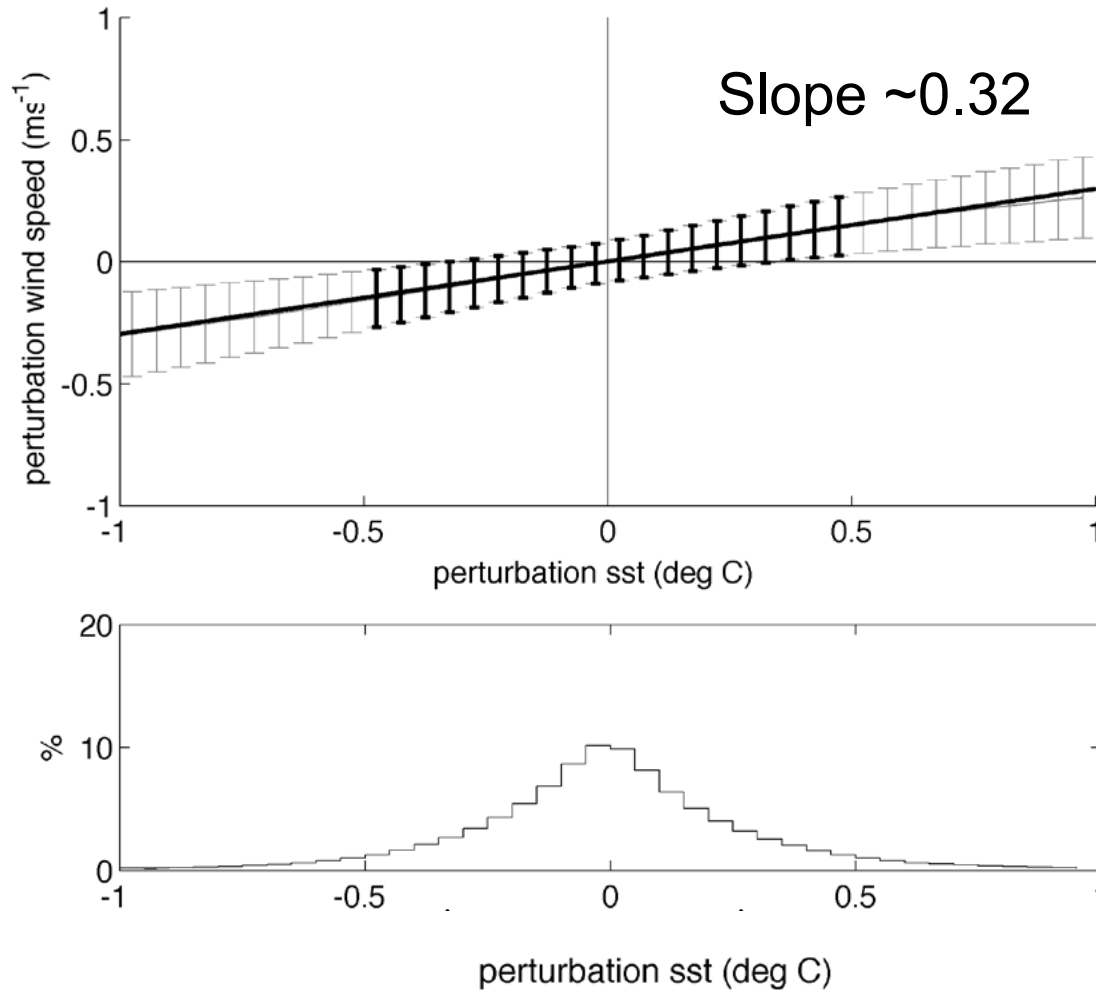 Slope ~0.32
perturbation wind speed (ms⁻¹)
1
0.5
0
-0.5
-1
-1 -0.5 0 0.5 1
perturbation sst (deg C)
%
20
10
0
-1 -0.5 0 0.5 1
perturbation sst (deg C)